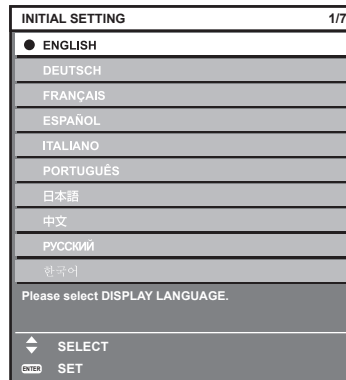 INITIAL SETTING 1/7
ENGLISH
DEUTSCH
FRANÇAIS
ESPAÑOL
ITALIANO
PORTUGUÊS
日本語
中文
РУССКИЙ
한국어
Please select DISPLAY LANGUAGE.
SELECT
ENTER SET